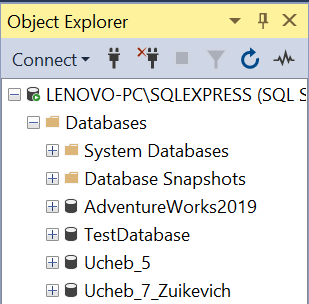 Object Explorer
Connect
LENOVO-PC\SQLEXPRESS (SQL S
Databases
System Databases
Database Snapshots
AdventureWorks2019
TestDatabase
Ucheb_5
Ucheb_7_Zuikevich